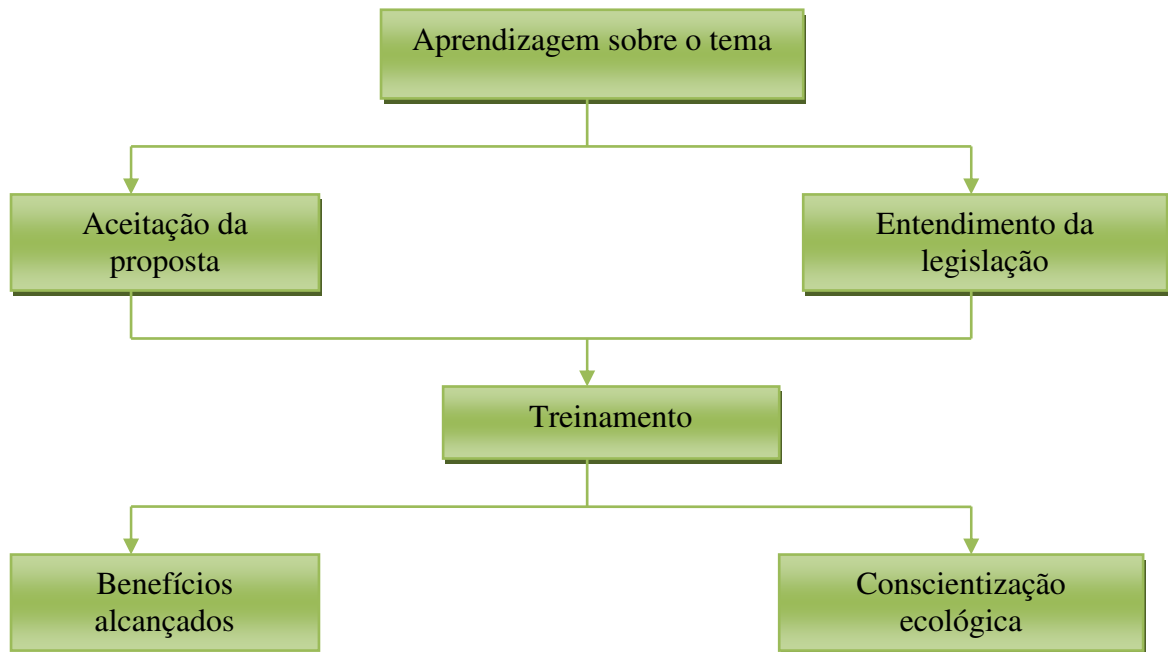 Aprendizagem sobre o tema
Aceitação da
proposta
Entendimento da
legislação
Treinamento
Benefícios
alcançados
Conscientização
ecológica